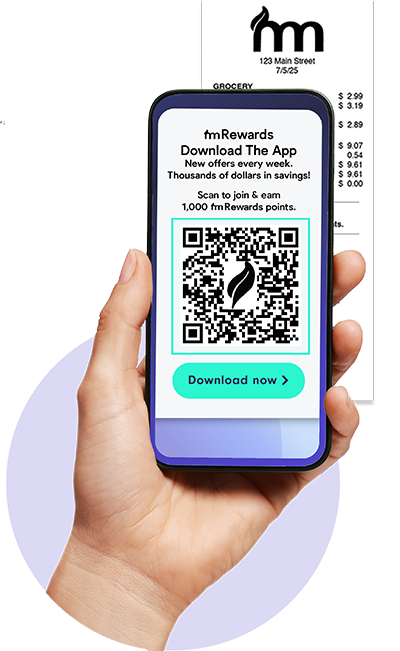 fm
123 Main Street
7/5/25
GROCERY
$ 2.99
$ 3.19
$ 2.89
$ 9.07
0.54
$ 9.61
$ 9.61
$ 0.00
fmRewards
Download The App
New offers every week.
Thousands of dollars in savings!
Scan to join & earn
1,000 fmRewards points.
Download now >